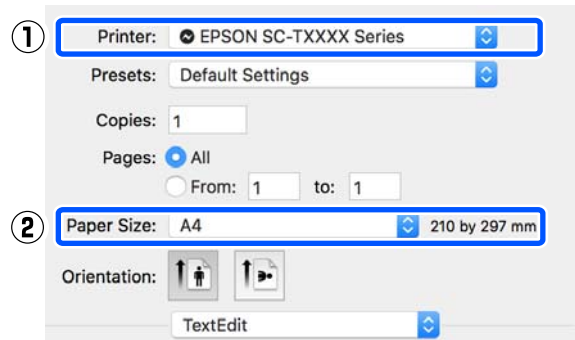 ① Printer: EPSON SC-TXXXX Series
Presets: Default Settings
Copies: 1
Pages: All
From: 1 to: 1
② Paper Size: A4 210 by 297 mm
Orientation:
TextEdit